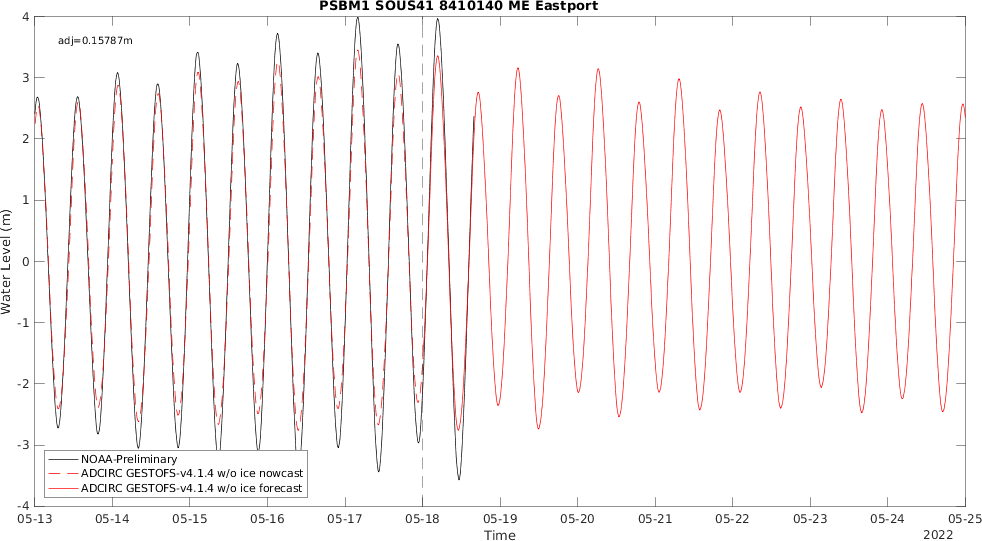 PSBM1 SOUS41 8410140 ME Eastport
adj=0.15787m
4
3
2
1
0
-1
-2
-3
-4
Water Level (m)
NOAA-Preliminary
ADCIRC GESTOFS-v4.1.4 w/o ice nowcast
ADCIRC GESTOFS-v4.1.4 w/o ice forecast
05-13 05-14 05-15 05-16 05-17 05-18 05-19 05-20 05-21 05-22 05-23 05-24 05-25
Time
2022